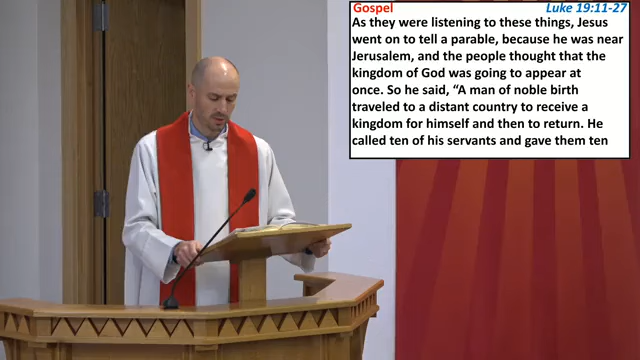 Gospel Luke 19:11-27
As they were listening to these things, Jesus
went on to tell a parable, because he was near
Jerusalem, and the people thought that the
kingdom of God was going to appear at
once. So he said, “A man of noble birth
traveled to a distant country to receive a
kingdom for himself and then to return. He
called ten of his servants and gave them ten